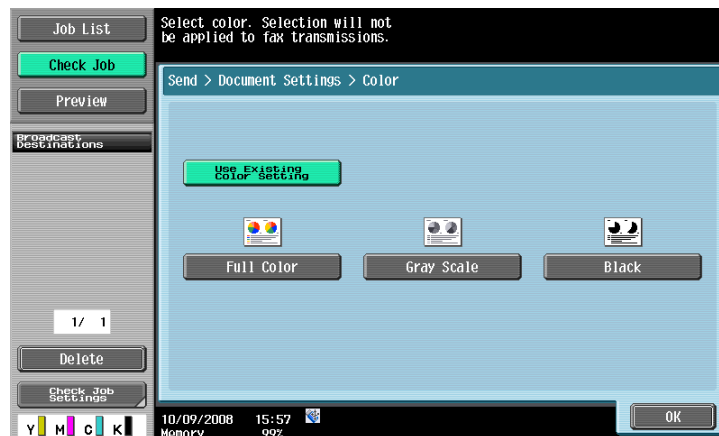 Job List
Check Job
Preview
Broadcast
Destinations
1/ 1
Delete
Check Job
Settings
Y M C K
Select color. Selection will not
be applied to fax transmissions.
Send > Document Settings > Color
Use Existing
Color Setting
Full Color
Gray Scale
Black
10/09/2008 15:57
Memory 99%
OK